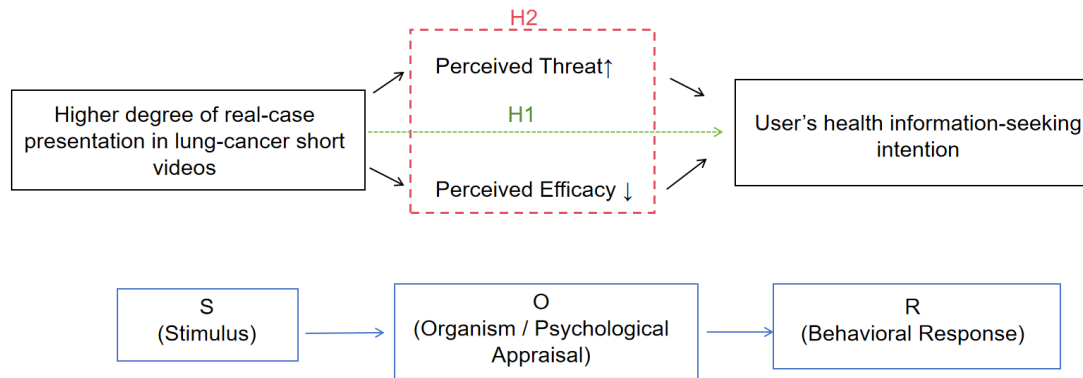 H2
Perceived Threat↑
Higher degree of real-case
presentation in lung-cancer short
videos
H1
User’s health information-seeking
intention
Perceived Efficacy ↓
S
(Stimulus)
O
(Organism / Psychological
Appraisal)
R
(Behavioral Response)